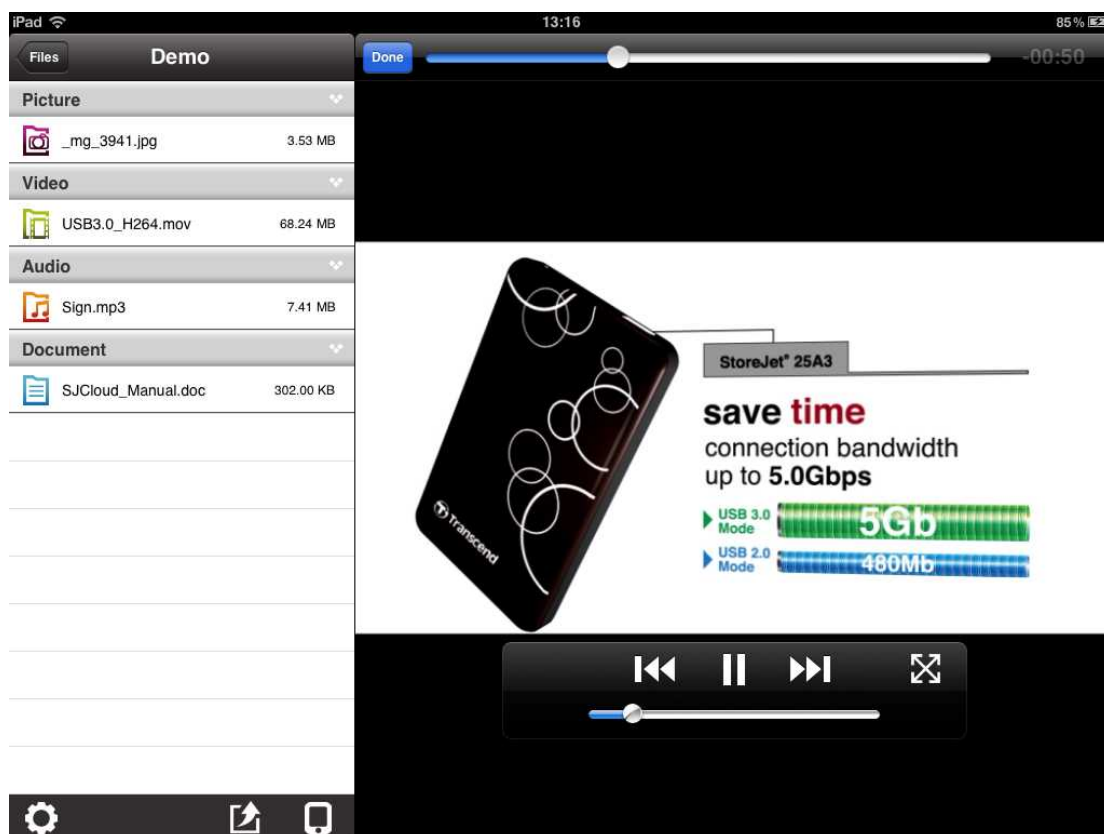 iPad 13:16 85%
Files Demo Done -00:50
Picture
_mg_3941.jpg 3.53 MB
Video
USB3.0_H264.mov 68.24 MB
Audio
Sign.mp3 7.41 MB
Document
SJCloud_Manual.doc 302.00 KB
StoreJet® 25A3
save time
connection bandwidth
up to 5.0Gbps
USB 3.0
Mode
5Gb
USB 2.0
Mode
480Mb
Transcend